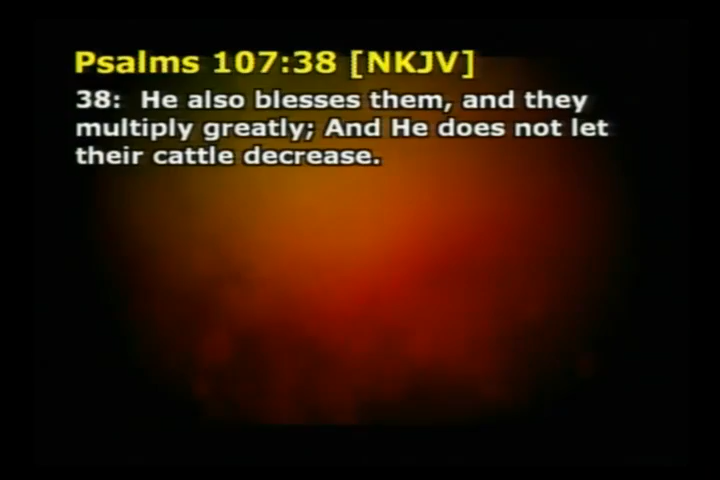 Psalms 107:38 [NKJV]
38: He also blesses them, and they
multiply greatly; And He does not let
their cattle decrease.